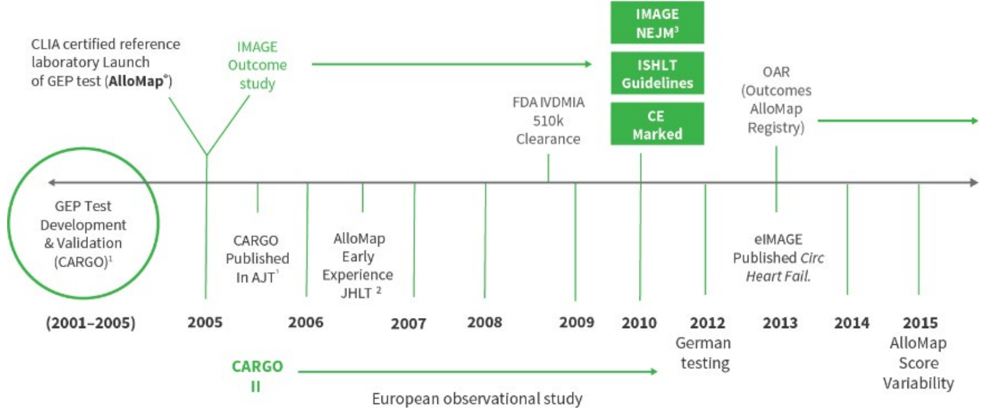 CLIA certified reference
laboratory Launch
of GEP test (AlloMap®)
IMAGE
Outcome
study
FDA IVDMIA
510k
Clearance
IMAGE
NEJM³
ISHLT
Guidelines
CE
Marked
OAR
(Outcomes
AlloMap
Registry)
GEP Test
Development
& Validation
(CARGO)¹
CARGO
Published
In AJT¹
AlloMap
Early
Experience
JHLT ²
eIMAGE
Published Circ
Heart Fail.
(2001–2005)
2005
2006
2007
2008
2009
2010
2012
German
testing
2013
2014
2015
AlloMap
Score
Variability
CARGO
II
European observational study